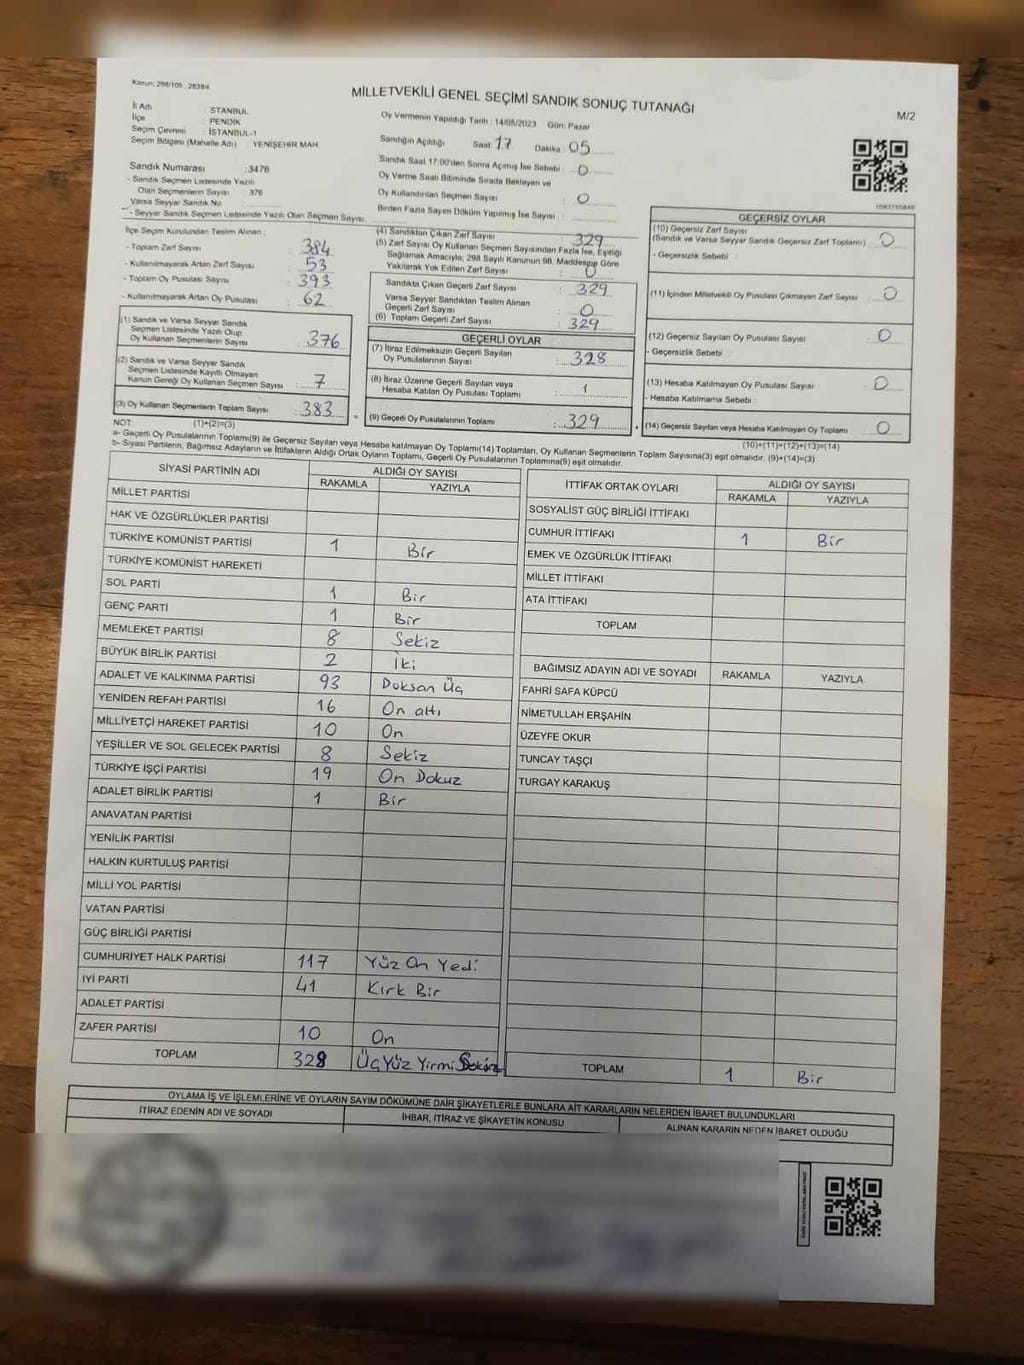 Kanun, 298/105 , 2839/4
MİLLETVEKİLİ GENEL SEÇİMİ SANDIK SONUÇ TUTANAĞI
M/2
İl Adı : İSTANBUL
İlçe : PENDİK
Seçim Çevresi : İSTANBUL-1
Seçim Bölgesi (Mahalle Adı) : YENİŞEHİR MAH.
Oy Vermenin Yapıldığı Tarih : 14/05/2023 Gün: Pazar
Sandığın Açıldığı Saat 17 Dakika : 05
Sandık Saat 17:00'den Sonra Açılmış İse Sebebi : 0
Oy Verme Saati Bitiminde Sırada Bekleyen ve
Oy Kullandırılan Seçmen Sayısı : 0
Birden Fazla Sayım Döküm Yapılmış İse Sayısı :
Sandık Numarası :3476
- Sandık Seçmen Listesinde Yazılı
Olan Seçmenlerin Sayısı : 376
Varsa Seyyar Sandık No
- Seyyar Sandık Seçmen Listesinde Yazılı Olan Seçmen Sayısı
İlçe Seçim Kurulundan Teslim Alınan ;
- Toplam Zarf Sayısı : 384
- Kullanılmayarak Artan Zarf Sayısı : 53
- Toplam Oy Pusulası Sayısı : 393
- Kullanılmayarak Artan Oy Pusulası : 62
(1) Sandık ve Varsa Seyyar Sandık
Seçmen Listesinde Yazılı Olup
Oy Kullanan Seçmenlerin Sayısı : 376
(2) Sandık ve Varsa Seyyar Sandık
Seçmen Listesinde Kayıtlı Olmayan
Kanun Gereği Oy Kullanan Seçmen Sayısı : 7
(3) Oy Kullanan Seçmenlerin Toplam Sayısı : 383
(1)+(2)=(3)
(4) Sandıktan Çıkan Zarf Sayısı : 329
(5) Zarf Sayısı Oy Kullanan Seçmen Sayısından Fazla İse, Eşitliği
Sağlamak Amacıyla; 298 Sayılı Kanunun 98. Maddesine Göre
Yakılarak Yok Edilen Zarf Sayısı : 0
Sandıkta Çıkan Geçerli Zarf Sayısı : 329
Varsa Seyyar Sandıktan Teslim Alınan
Geçerli Zarf Sayısı : 0
(6) Toplam Geçerli Zarf Sayısı : 329
GEÇERLİ OYLAR
(7) İtiraz Edilmeksizin Geçerli Sayılan
Oy Pusulalarının Sayısı : 328
(8) İtiraz Üzerine Geçerli Sayılan veya
Hesaba Katılan Oy Pusulası Toplamı : 1
(9) Geçerli Oy Pusulalarının Toplamı : 329
GEÇERSİZ OYLAR
(10) Geçersiz Zarf Sayısı
(Sandık ve Varsa Seyyar Sandık Geçersiz Zarf Toplamı) : 0
- Geçersizlik Sebebi :
(11) İçinden Milletvekili Oy Pusulası Çıkmayan Zarf Sayısı : 0
(12) Geçersiz Sayılan Oy Pusulası Sayısı : 0
- Geçersizlik Sebebi
(13) Hesaba Katılmayan Oy Pusulası Sayısı : 0
- Hesaba Katılmama Sebebi :
(14) Geçersiz Sayılan veya Hesaba Katılmayan Oy Toplamı : 0
(10)+(11)+(12)+(13)=(14)
NOT:
a- Geçerli Oy Pusulalarının Toplamı(9) ile Geçersiz Sayılan veya Hesaba katılmayan Oy Toplamı(14) Toplamları, Oy Kullanan Seçmenlerin Toplam Sayısına(3) eşit olmalıdır. (9)+(14)=(3)
b- Siyasi Partilerin, Bağımsız Adayların ve İttifakların Aldığı Ortak Oyların Toplamı, Geçerli Oy Pusulalarının Toplamına(9) eşit olmalıdır.
SİYASİ PARTİNİN ADI ALDIĞI OY SAYISI
RAKAMLA YAZIYLA
MİLLET PARTİSİ
HAK VE ÖZGÜRLÜKLER PARTİSİ
TÜRKİYE KOMÜNİST PARTİSİ 1 Bir
TÜRKİYE KOMÜNİST HAREKETİ
SOL PARTİ 1 Bir
GENÇ PARTİ 1 Bir
MEMLEKET PARTİSİ 8 Sekiz
BÜYÜK BİRLİK PARTİSİ 2 İki
ADALET VE KALKINMA PARTİSİ 93 Doksan Üç
YENİDEN REFAH PARTİSİ 16 On altı
MİLLİYETÇİ HAREKET PARTİSİ 10 On
YEŞİLLER VE SOL GELECEK PARTİSİ 8 Sekiz
TÜRKİYE İŞÇİ PARTİSİ 19 On Dokuz
ADALET BİRLİK PARTİSİ 1 Bir
ANAVATAN PARTİSİ
YENİLİK PARTİSİ
HALKIN KURTULUŞ PARTİSİ
MİLLİ YOL PARTİSİ
VATAN PARTİSİ
GÜÇ BİRLİĞİ PARTİSİ
CUMHURİYET HALK PARTİSİ 117 Yüz On Yedi
İYİ PARTİ 41 Kırk Bir
ADALET PARTİSİ
ZAFER PARTİSİ 10 On
TOPLAM 328 Üç Yüz Yirmi Sekiz
İTTİFAK ORTAK OYLARI ALDIĞI OY SAYISI
RAKAMLA YAZIYLA
SOSYALİST GÜÇ BİRLİĞİ İTTİFAKI
CUMHUR İTTİFAKI 1 Bir
EMEK VE ÖZGÜRLÜK İTTİFAKI
MİLLET İTTİFAKI
ATA İTTİFAKI
TOPLAM
BAĞIMSIZ ADAYIN ADI VE SOYADI RAKAMLA YAZIYLA
FAHRİ SAFA KÜPCÜ
NİMETULLAH ERŞAHİN
ÜZEYFE OKUR
TUNCAY TAŞÇI
TURGAY KARAKUŞ
TOPLAM 1 Bir
OYLAMA İŞ VE İŞLEMLERİNE VE OYLARIN SAYIM DÖKÜMÜNE DAİR ŞİKAYETLERLE BUNLARA AİT KARARLARIN NELERDEN İBARET BULUNDUKLARI
İTİRAZ EDENİN ADI VE SOYADI İHBAR, İTİRAZ VE ŞİKAYETİN KONUSU ALINAN KARARIN NEDEN İBARET OLDUĞU